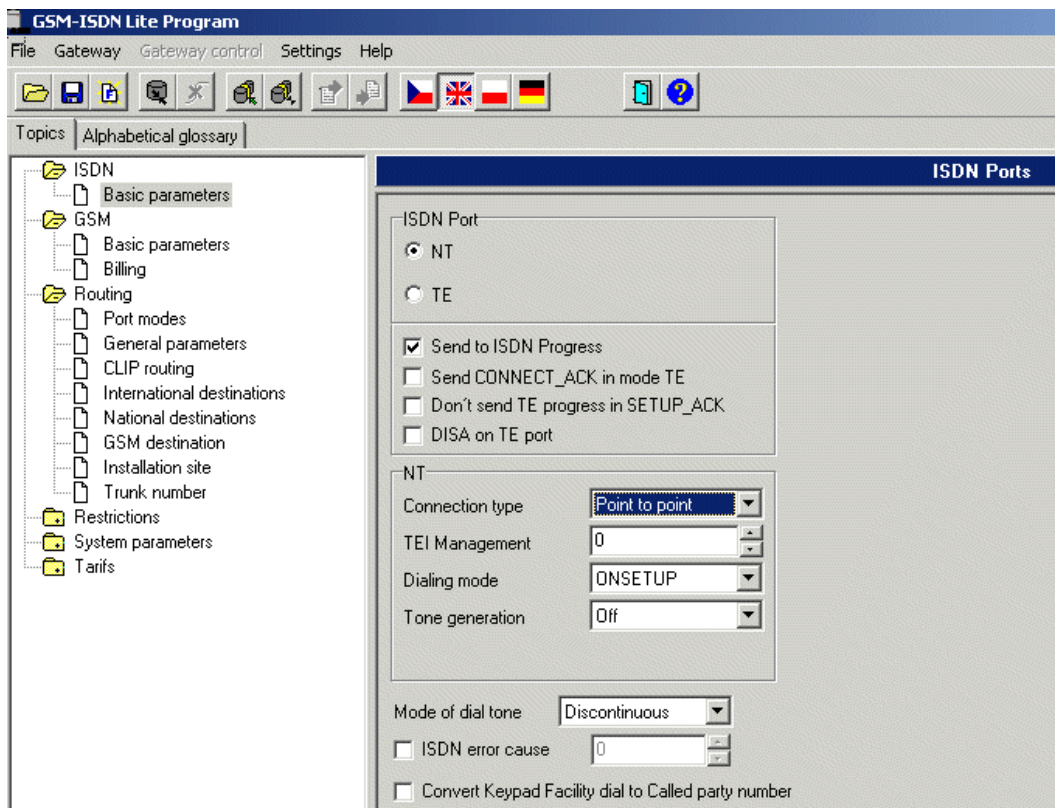 GSM-ISDN Lite Program
File Gateway Gateway control Settings Help
Topics Alphabetical glossary
ISDN
Basic parameters
GSM
Basic parameters
Billing
Routing
Port modes
General parameters
CLIP routing
International destinations
National destinations
GSM destination
Installation site
Trunk number
Restrictions
System parameters
Tarifs
ISDN Ports
ISDN Port
NT
TE
Send to ISDN Progress
Send CONNECT_ACK in mode TE
Don´t send TE progress in SETUP_ACK
DISA on TE port
NT
Connection type Point to point
TEI Management 0
Dialing mode ONSETUP
Tone generation Off
Mode of dial tone Discontinuous
ISDN error cause 0
Convert Keypad Facility dial to Called party number